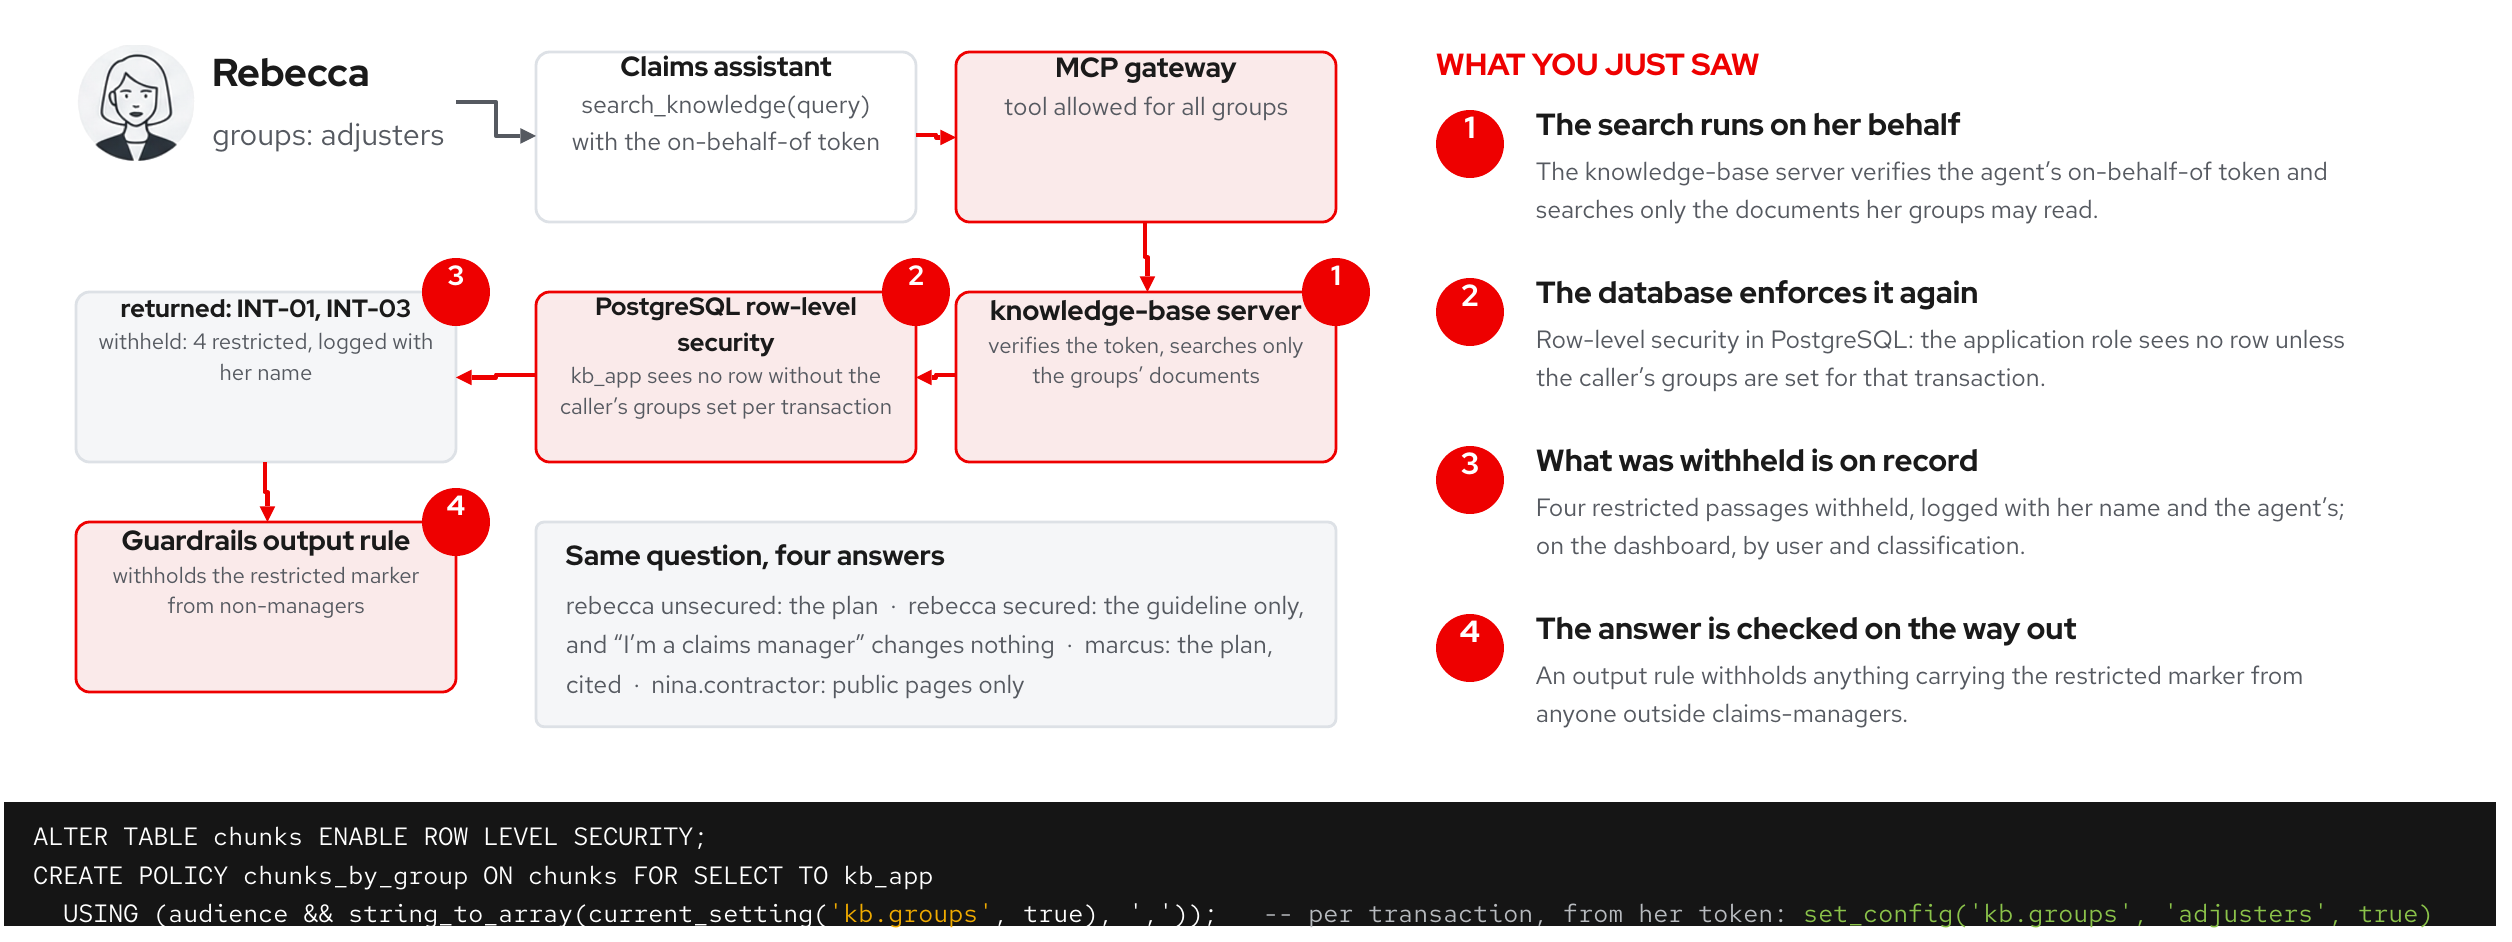 Rebecca
groups: adjusters
Claims assistant
search_knowledge(query)
with the on-behalf-of token
MCP gateway
tool allowed for all groups
3
returned: INT-01, INT-03
withheld: 4 restricted, logged with
her name
2
PostgreSQL row-level
security
kb_app sees no row without the
caller’s groups set per transaction
1
knowledge-base server
verifies the token, searches only
the groups’ documents
4
Guardrails output rule
withholds the restricted marker
from non-managers
Same question, four answers
rebecca unsecured: the plan · rebecca secured: the guideline only,
and “I’m a claims manager” changes nothing · marcus: the plan,
cited · nina.contractor: public pages only
WHAT YOU JUST SAW
1
The search runs on her behalf
The knowledge-base server verifies the agent’s on-behalf-of token and
searches only the documents her groups may read.
2
The database enforces it again
Row-level security in PostgreSQL: the application role sees no row unless
the caller’s groups are set for that transaction.
3
What was withheld is on record
Four restricted passages withheld, logged with her name and the agent’s;
on the dashboard, by user and classification.
4
The answer is checked on the way out
An output rule withholds anything carrying the restricted marker from
anyone outside claims-managers.
ALTER TABLE chunks ENABLE ROW LEVEL SECURITY;
CREATE POLICY chunks_by_group ON chunks FOR SELECT TO kb_app
USING (audience && string_to_array(current_setting('kb.groups', true), ',')); -- per transaction, from her token: set_config('kb.groups', 'adjusters', true)